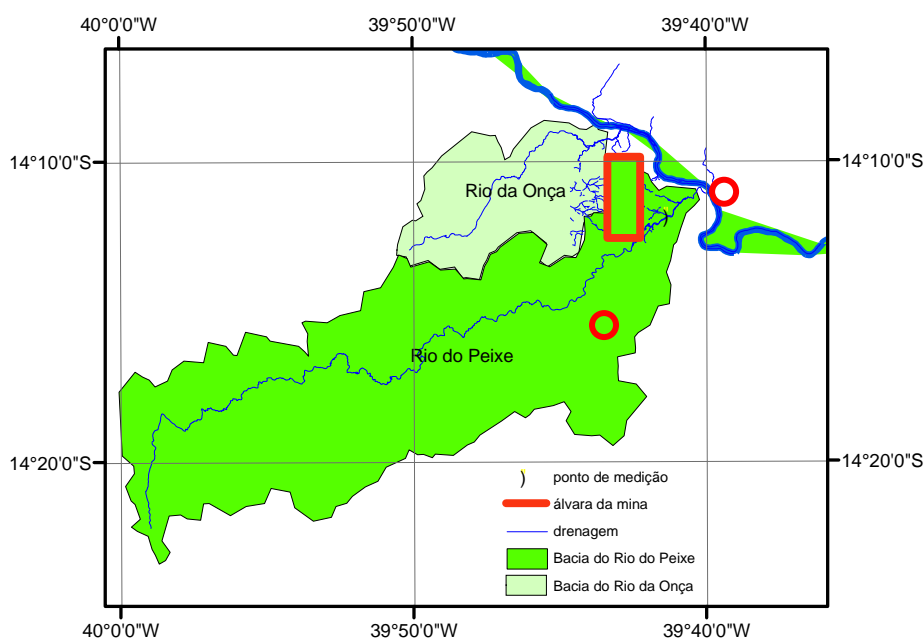 40°0'0"W 39°50'0"W 39°40'0"W
14°10'0"S 14°10'0"S
Rio da Onça
Rio do Peixe
14°20'0"S 14°20'0"S
ponto de medição
álvara da mina
drenagem
Bacia do Rio do Peixe
Bacia do Rio da Onça
40°0'0"W 39°50'0"W 39°40'0"W